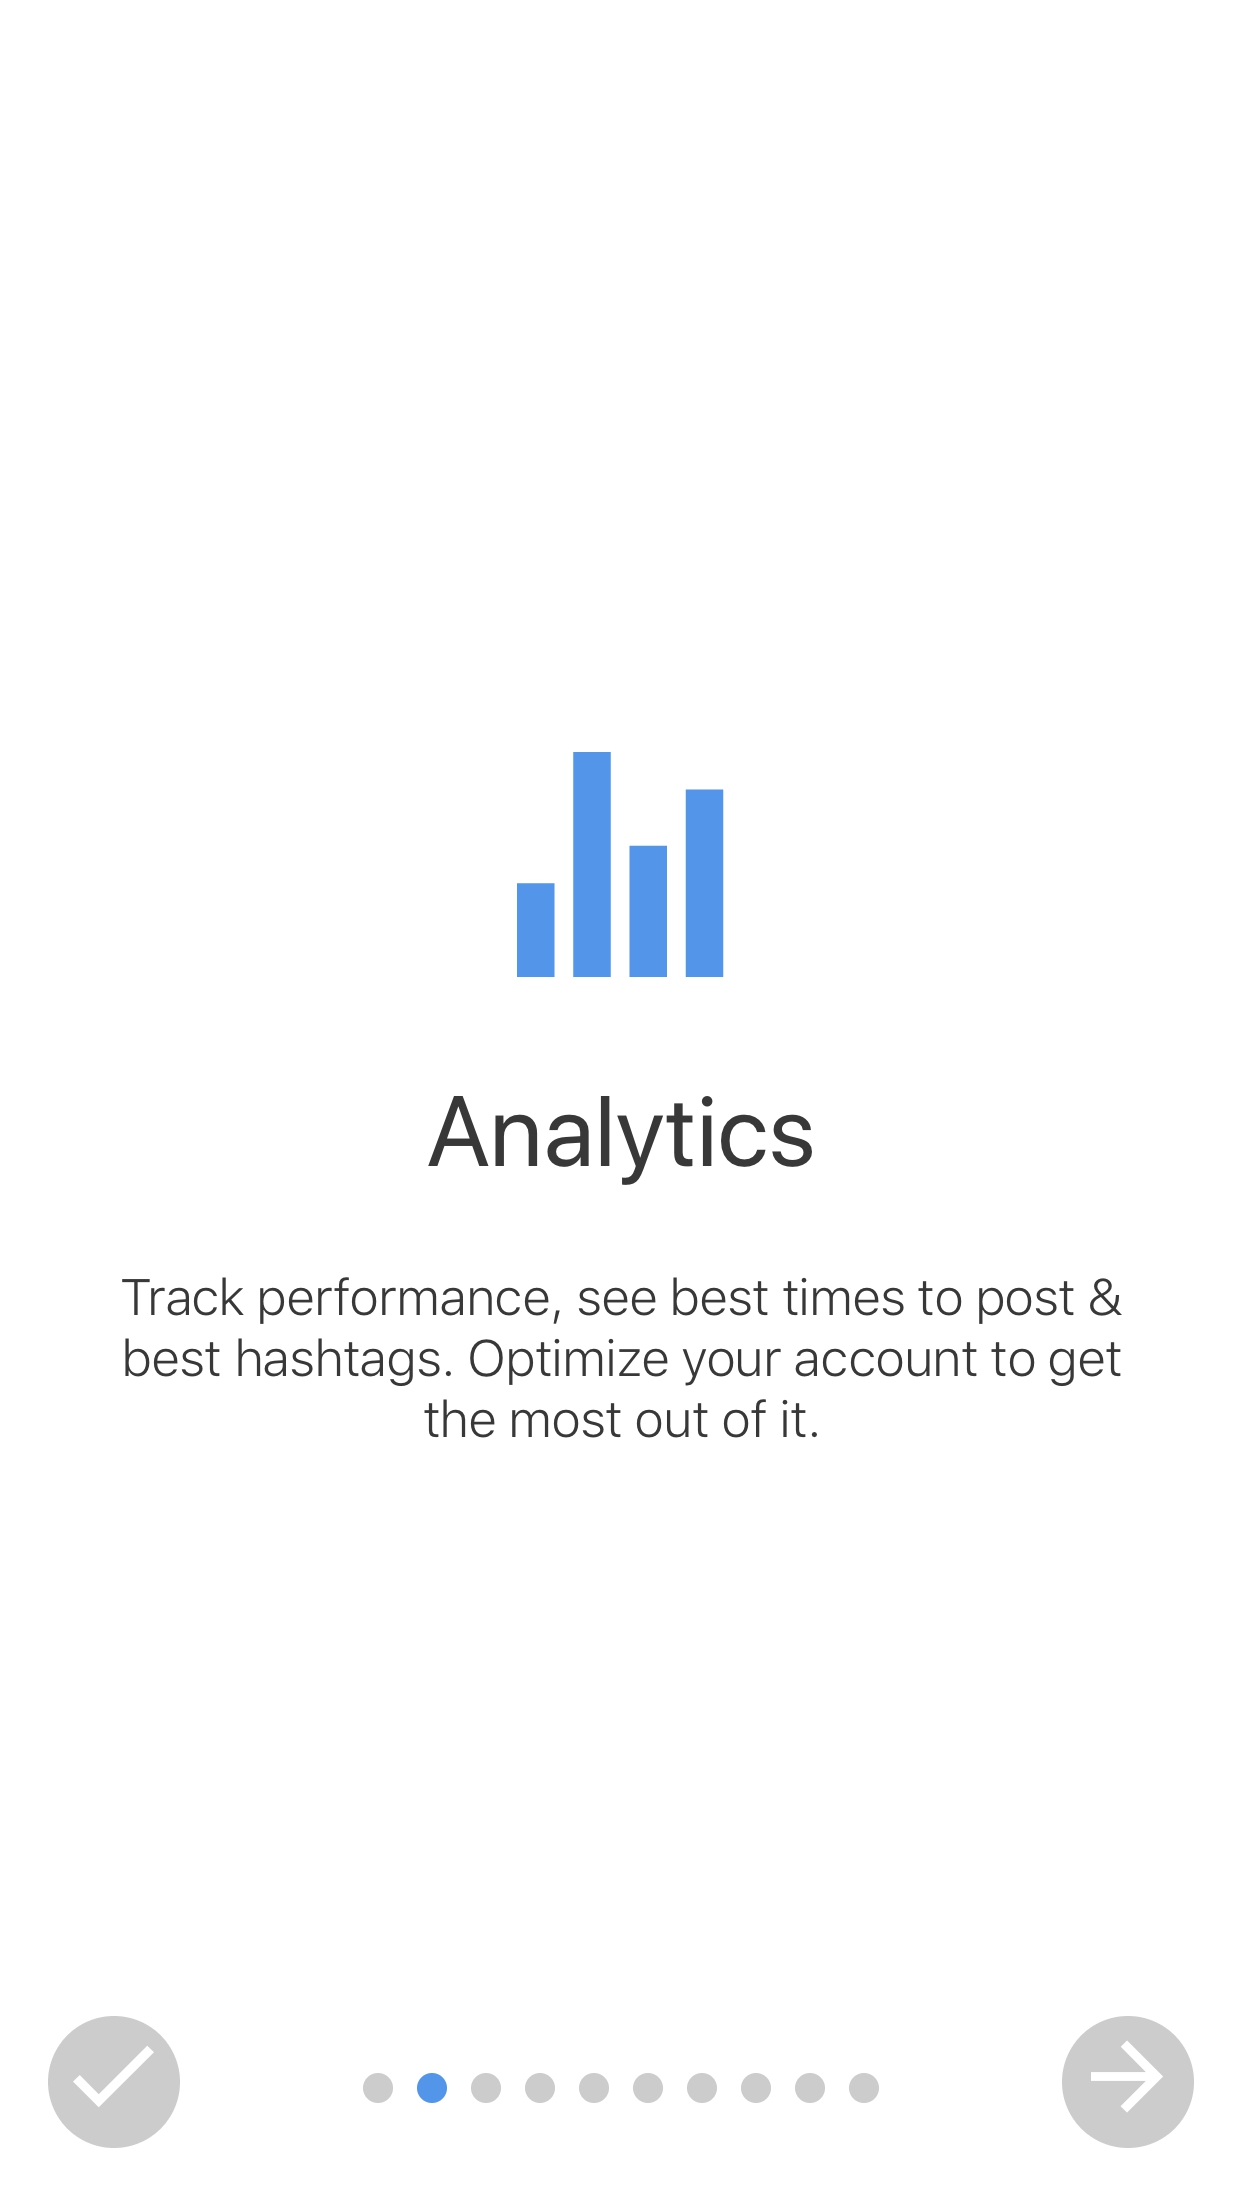 Analytics
Track performance, see best times to post &
best hashtags. Optimize your account to get
the most out of it.